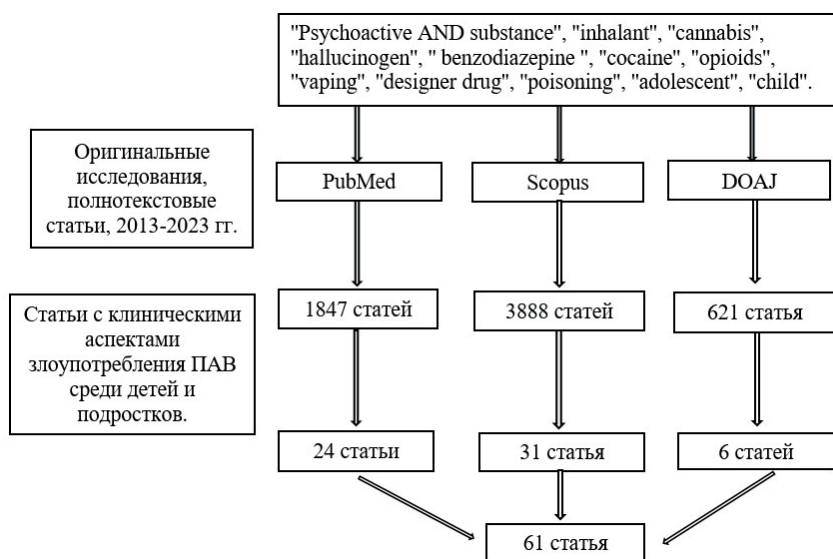 "Psychoactive AND substance", "inhalant", "cannabis",
"hallucinogen", " benzodiazepine ", "cocaine", "opioids",
"vaping", "designer drug", "poisoning", "adolescent", "child".
Оригинальные
исследования,
полнотекстовые
статьи, 2013-2023 гг.
PubMed
Scopus
DOAJ
Статьи с клиническими
аспектами
злоупотребления ПАВ
среди детей и
подростков.
1847 статей
3888 статей
621 статья
24 статьи
31 статья
6 статей
61 статья